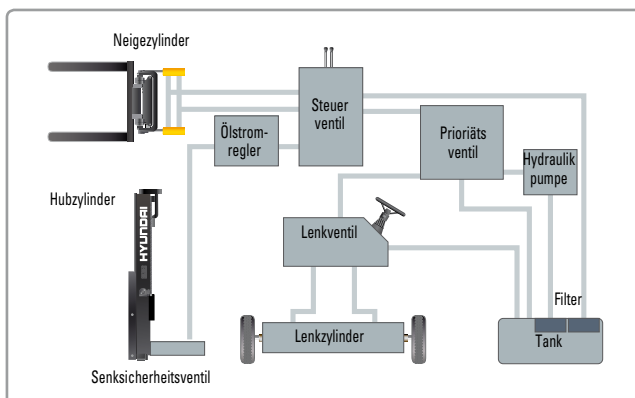 Neigezylinder
Steuer
ventil
Ölstrom-
regler
Prioriäts
ventil
Hydraulik
pumpe
Hubzylinder
HYUNDAI
Lenkventil
Filter
Lenkzylinder
Tank
Senksicherheitsventil